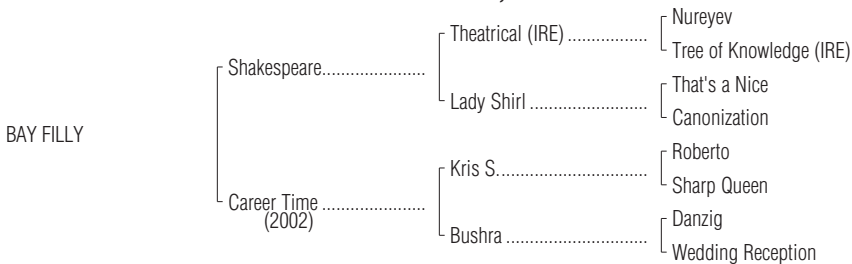 Nureyev
Theatrical (IRE) .................
Tree of Knowledge (IRE)
Shakespeare......................
That's a Nice
Lady Shirl .........................
Canonization
BAY FILLY
Roberto
Kris S................................
Sharp Queen
Career Time ......................
(2002)
Danzig
Bushra ..............................
Wedding Reception